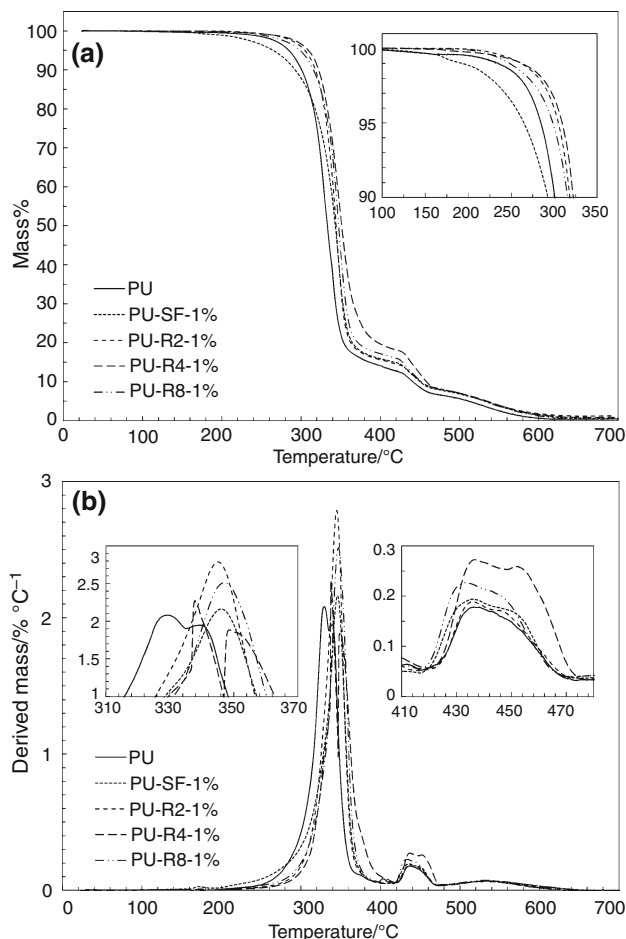 (a)
100
90
80
70
60
50
40
30
20
10
0
Mass%
0 100 200 300 400 500 600 700
Temperature/°C
PU
PU-SF-1%
PU-R2-1%
PU-R4-1%
PU-R8-1%
100
95
90
100 150 200 250 300 350
(b)
3
2
1
0
Derived mass/% °C⁻¹
0 100 200 300 400 500 600 700
Temperature/°C
3
2.5
2
1.5
1
310 330 350 370
0.3
0.2
0.1
0
410 430 450 470
PU
PU-SF-1%
PU-R2-1%
PU-R4-1%
PU-R8-1%